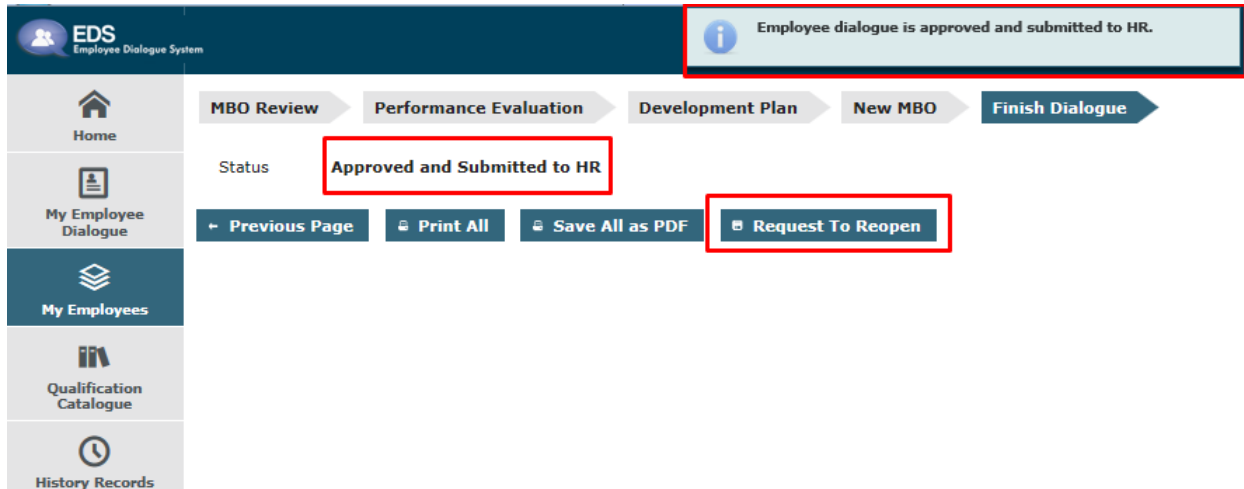 EDS
Employee Dialogue System
Employee dialogue is approved and submitted to HR.
Home
My Employee
Dialogue
My Employees
Qualification
Catalogue
History Records
MBO Review Performance Evaluation Development Plan New MBO Finish Dialogue
Status Approved and Submitted to HR
← Previous Page Print All Save All as PDF Request To Reopen